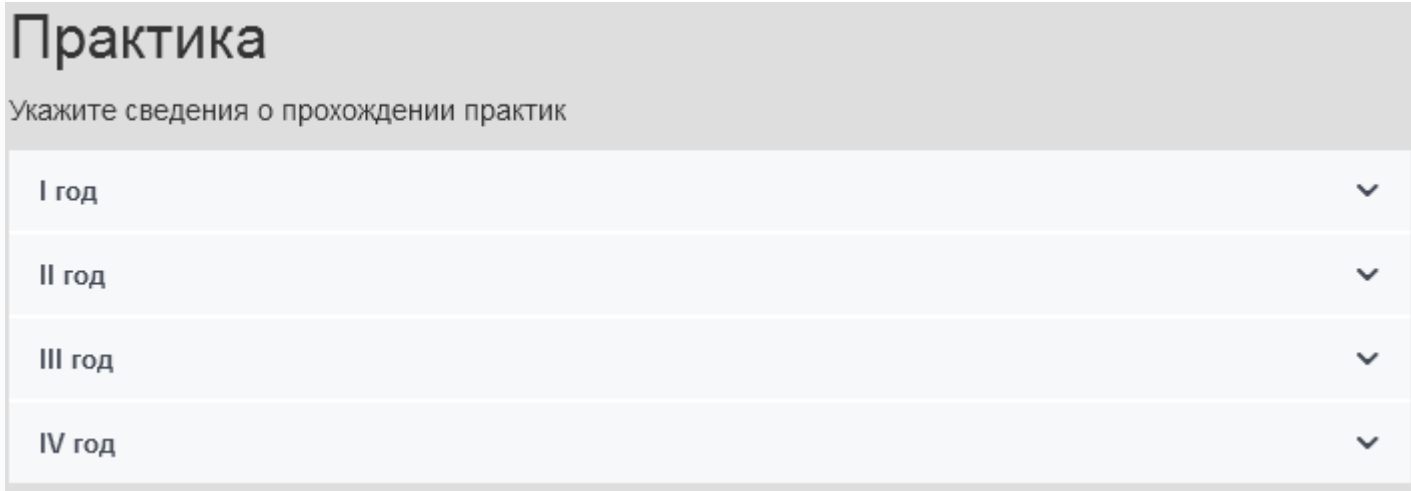 Практика
Укажите сведения о прохождении практик
I год
II год
III год
IV год